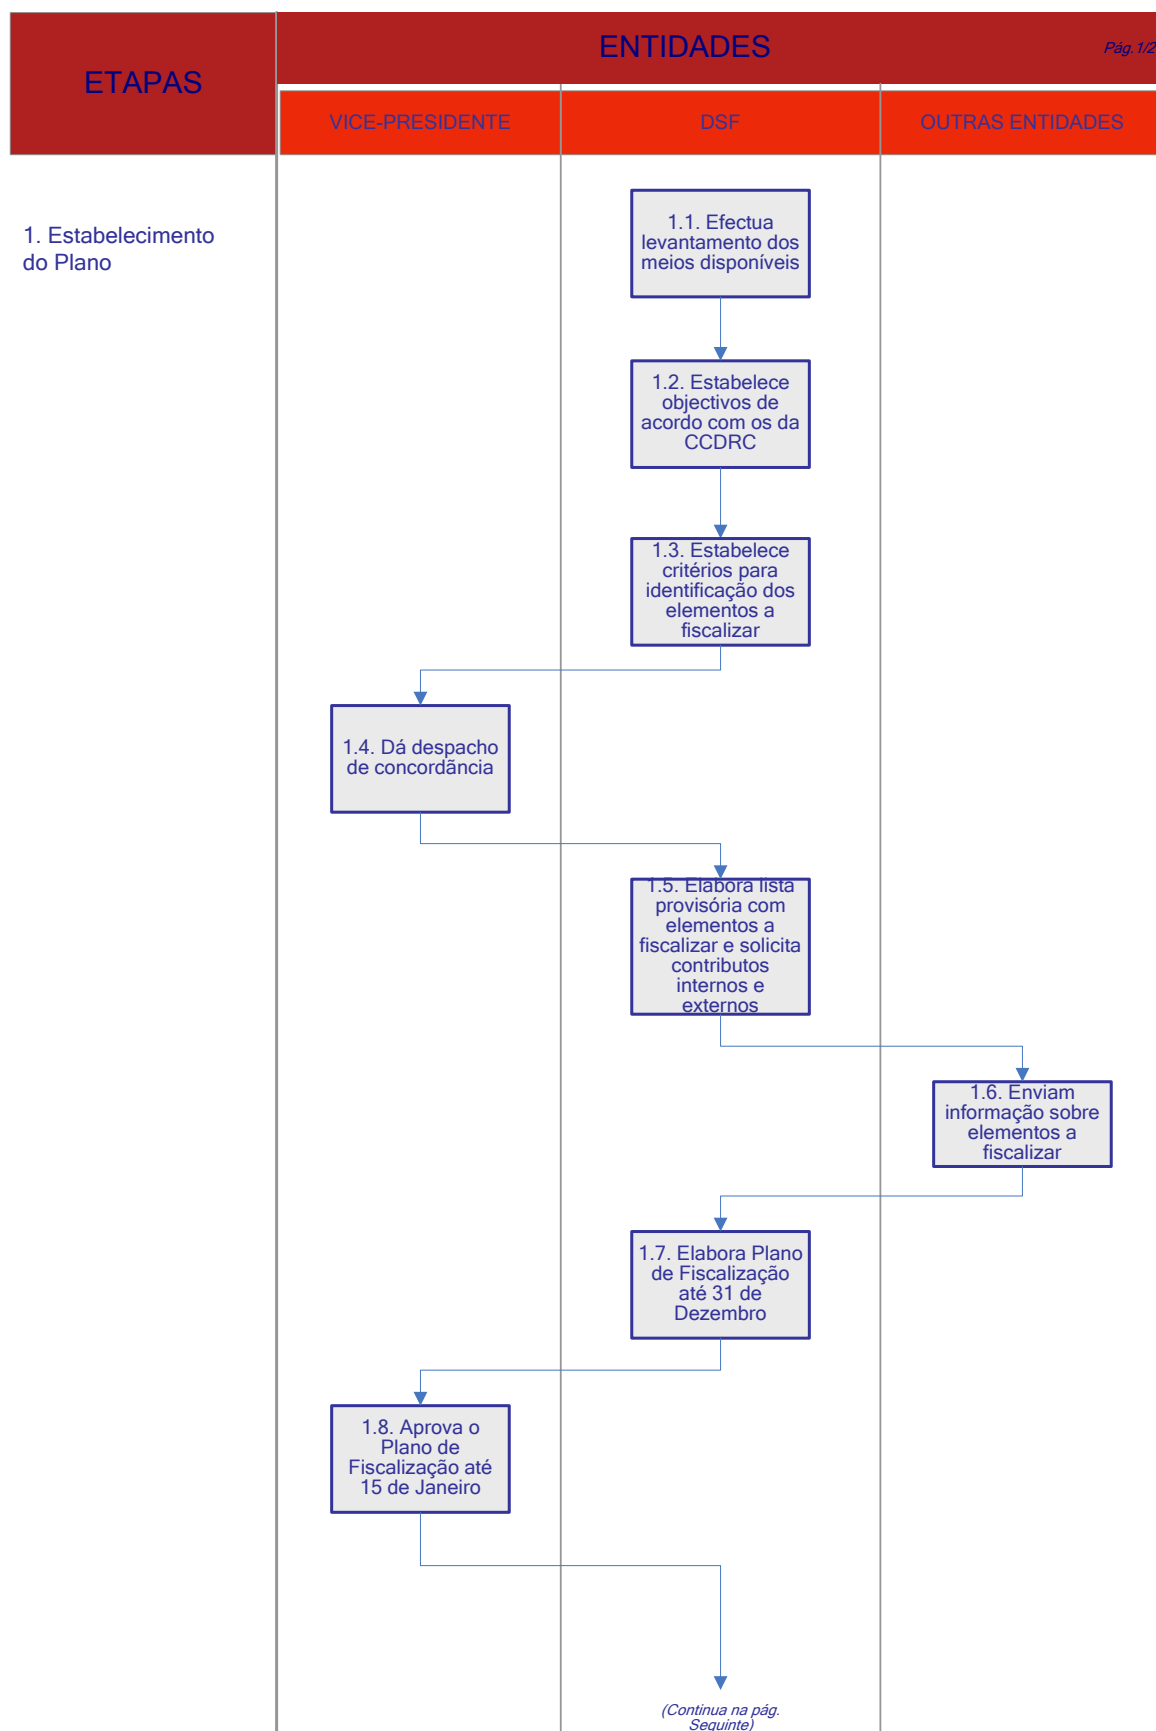 ETAPAS
ENTIDADES
Pág.1/2
VICE-PRESIDENTE
DSF
OUTRAS ENTIDADES
1. Estabelecimento
do Plano
1.1. Efectua
levantamento dos
meios disponíveis
1.2. Estabelece
objectivos de
acordo com os da
CCDRC
1.3. Estabelece
critérios para
identificação dos
elementos a
fiscalizar
1.4. Dá despacho
de concordãncia
1.5. Elabora lista
provisória com
elementos a
fiscalizar e solicita
contributos
internos e
externos
1.6. Enviam
informação sobre
elementos a
fiscalizar
1.7. Elabora Plano
de Fiscalização
até 31 de
Dezembro
1.8. Aprova o
Plano de
Fiscalização até
15 de Janeiro
(Continua na pág.
Seguinte)